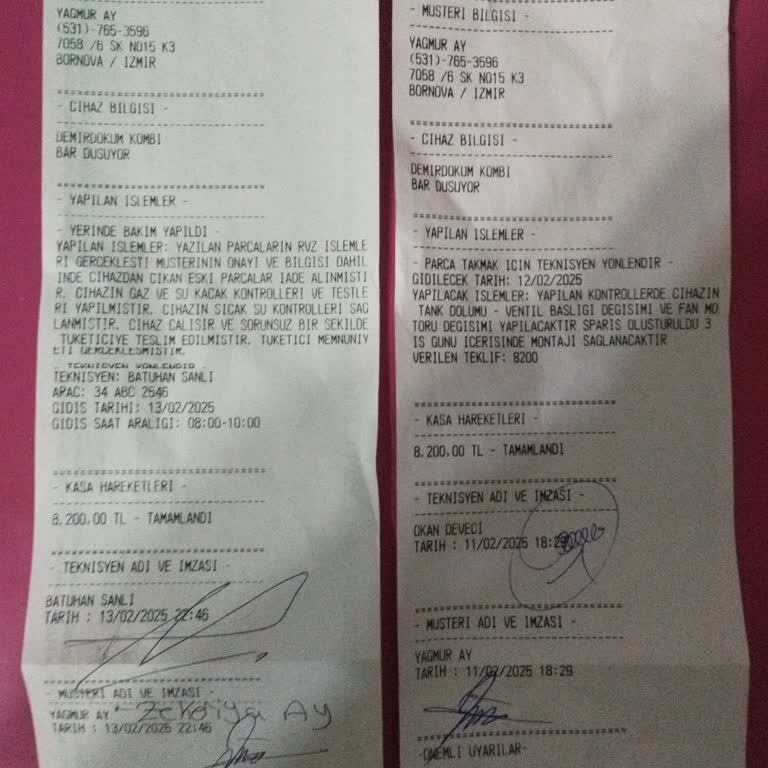 YAGMUR AY
(531)-765-3596
7058 /6 SK NO15 K3
BORNOVA / IZMIR
- CIHAZ BILGISI -
DEMIRDOKUM KOMBI
BAR DUSUYOR
- YAPILAN ISLEMLER -
- YERINDE BAKIM YAPILDI -
YAPILAN ISLEMLER: YAZILAN PARCALARIN RVZ ISLEMLE
RI GERCEKLESTI MUSTERININ ONAYI VE BILGISI DAHIL
INDE CIHAZDAN CIKAN ESKI PARCALAR IADE ALINMISTI
R. CIHAZIN GAZ VE SU KACAK KONTROLLERI VE TESTLE
RI YAPILMISTIR. CIHAZIN SICAK SU KONTROLLERI SAG
LANMISTIR. CIHAZ CALISIR VE SORUNSUZ BIR SEKILDE
TUKETICIYE TESLIM EDILMISTIR. TUKETICI MEMNUNIY
ETI GERCEKLESMISTIR.
- TEKNISYEN YONLENDIR -
TEKNISYEN: BATUHAN SANLI
ARAC: 34 ABC 2546
GIDIS TARIHI: 13/02/2025
GIDIS SAAT ARALIGI: 08:00-10:00
- KASA HAREKETLERI -
8.200,00 TL - TAMAMLANDI
- TEKNISYEN ADI VE IMZASI -
BATUHAN SANLI
TARIH : 13/02/2025 22:46
- MUSTERI ADI VE IMZASI -
YAGMUR AY Zekeriya AY
TARIH : 13/02/2025 22:46
- MUSTERI BILGISI -
YAGMUR AY
(531)-765-3596
7058 /6 SK NO15 K3
BORNOVA / IZMIR
- CIHAZ BILGISI -
DEMIRDOKUM KOMBI
BAR DUSUYOR
- YAPILAN ISLEMLER -
- PARCA TAKMAK ICIN TEKNISYEN YONLENDIR -
GIDILECEK TARIH: 12/02/2025
YAPILACAK ISLEMLER: YAPILAN KONTROLLERDE CIHAZIN
TANK DOLUMU - VENTIL BASLIGI DEGISIMI VE FAN MO
TORU DEGISIMI YAPILACAKTIR SPARIS OLUSTURULDU 3
IS GUNU ICERISINDE MONTAJI SAGLANACAKTIR
VERILEN TEKLIF: 8200
- KASA HAREKETLERI -
8.200,00 TL - TAMAMLANDI
- TEKNISYEN ADI VE IMZASI -
OKAN DEVECI
TARIH : 11/02/2025 18:29
- MUSTERI ADI VE IMZASI -
YAGMUR AY
TARIH : 11/02/2025 18:29
-ONEMLI UYARILAR-